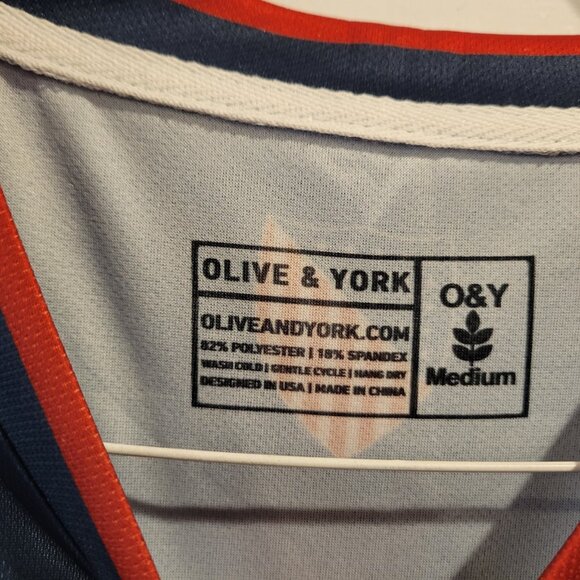 OLIVE & YORK
OLIVEANDYORK.COM
82% POLYESTER | 18% SPANDEX
WASH COLD | GENTLE CYCLE | HANG DRY
DESIGNED IN USA | MADE IN CHINA
O&Y
Medium